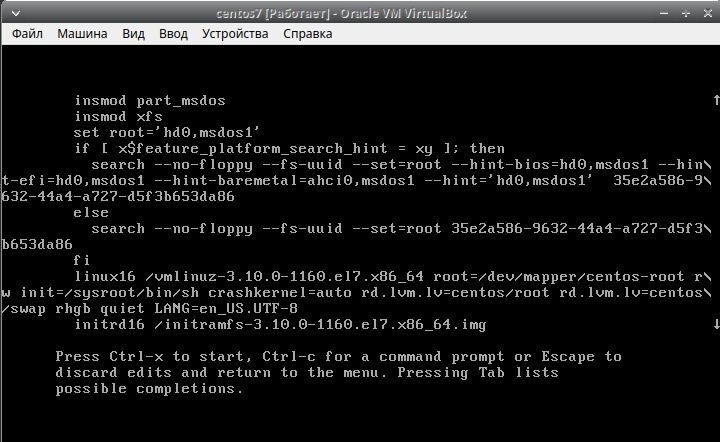 centos7 [Работает] - Oracle VM VirtualBox
Файл Машина Вид Ввод Устройства Справка
insmod part_msdos
insmod xfs
set root='hd0,msdos1'
if [ x$feature_platform_search_hint = xy ]; then
search --no-floppy --fs-uuid --set=root --hint-bios=hd0,msdos1 --hin\
t-efi=hd0,msdos1 --hint-baremetal=ahci0,msdos1 --hint='hd0,msdos1'  35e2a586-9\
632-44a4-a727-d5f3b653da86
else
search --no-floppy --fs-uuid --set=root 35e2a586-9632-44a4-a727-d5f3\
b653da86
fi
linux16 /vmlinuz-3.10.0-1160.el7.x86_64 root=/dev/mapper/centos-root r\
w init=/sysroot/bin/sh crashkernel=auto rd.lvm.lv=centos/root rd.lvm.lv=centos\
/swap rhgb quiet LANG=en_US.UTF-8
initrd16 /initramfs-3.10.0-1160.el7.x86_64.img
Press Ctrl-x to start, Ctrl-c for a command prompt or Escape to
discard edits and return to the menu. Pressing Tab lists
possible completions.